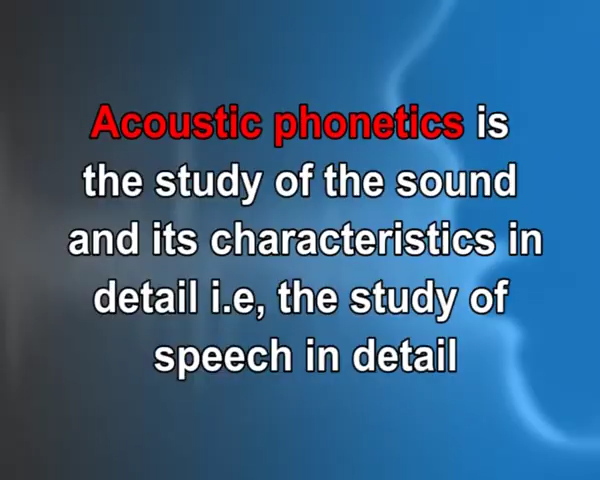 Acoustic phonetics is
the study of the sound
and its characteristics in
detail i.e, the study of
speech in detail